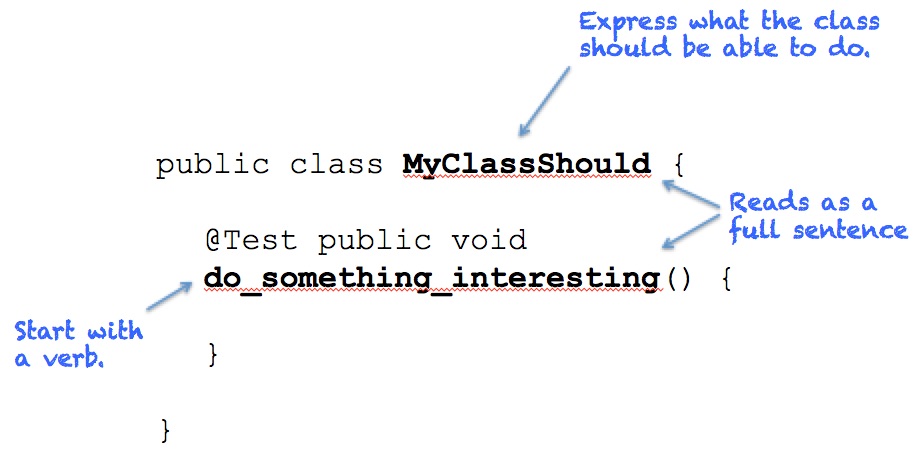 Express what the class
should be able to do.
public class MyClassShould {
Reads as a
full sentence
@Test public void
do_something_interesting() {
Start with
a verb.
}
}